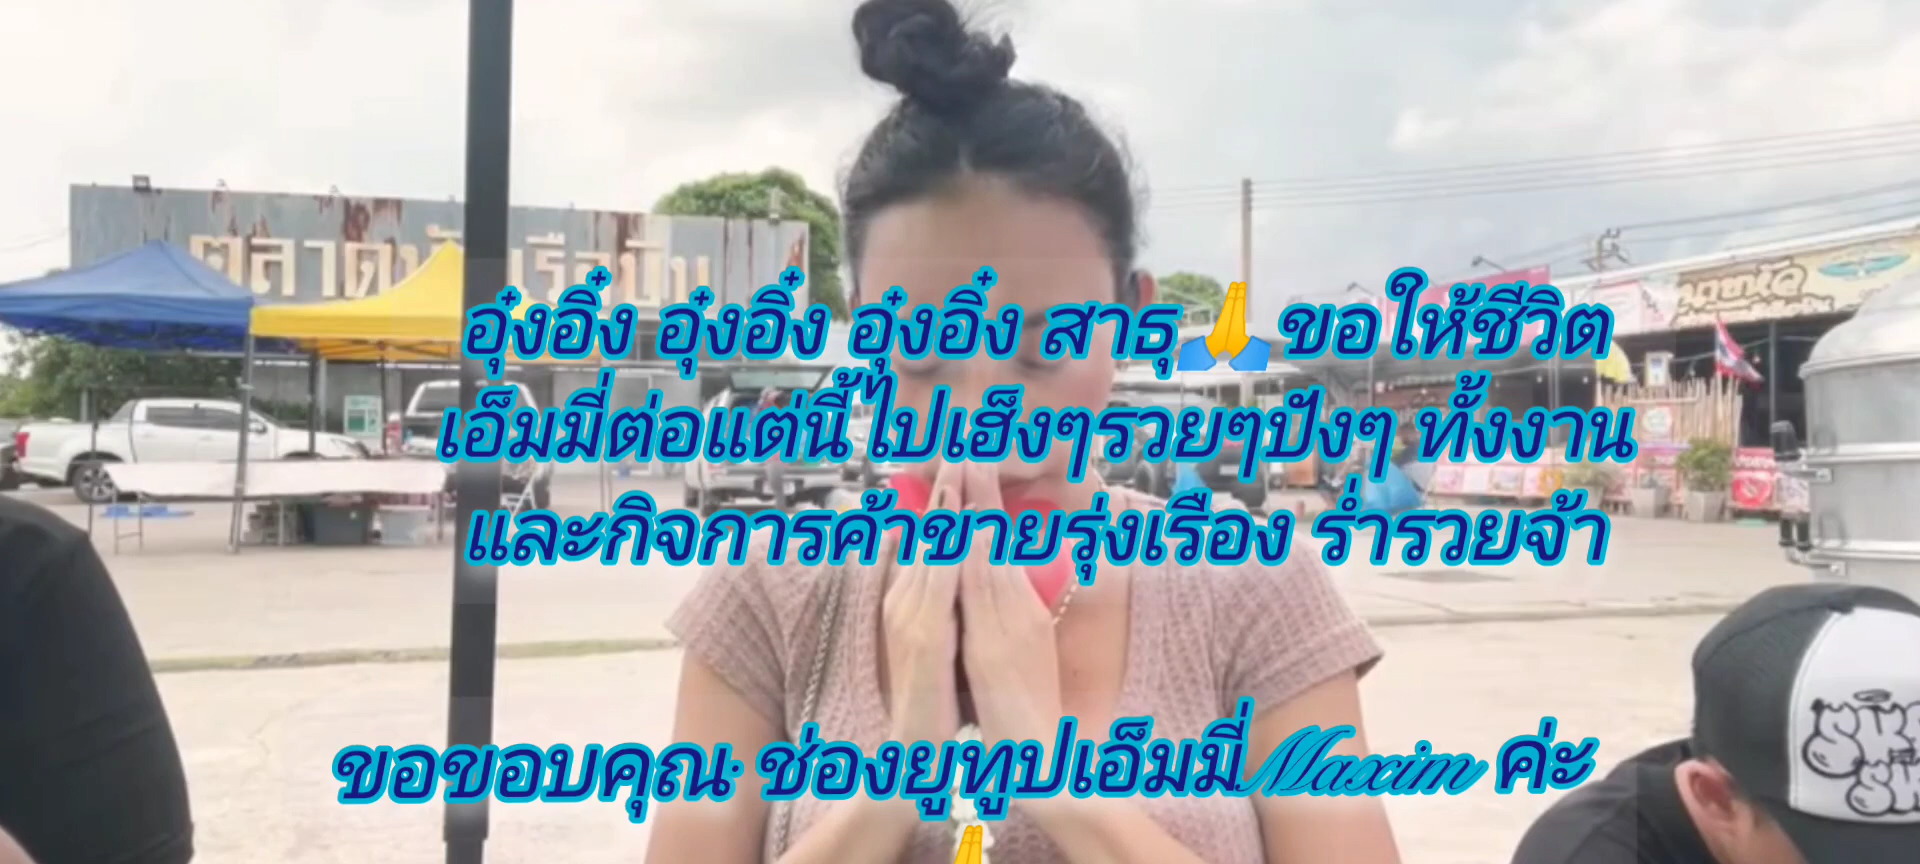 อุ๋งอิ๋ง อุ๋งอิ๋ง อุ๋งอิ๋ง สาธุ🙏ขอให้ชีวิต
เอ็มมี่ต่อแต่นี้ไปเฮ็งๆรวยๆปังๆ ทั้งงาน
และกิจการค้าขายรุ่งเรือง ร่ำรวยจ้า
ขอขอบคุณ ช่องยูทูปเอ็มมี่Maxim ค่ะ
🙏